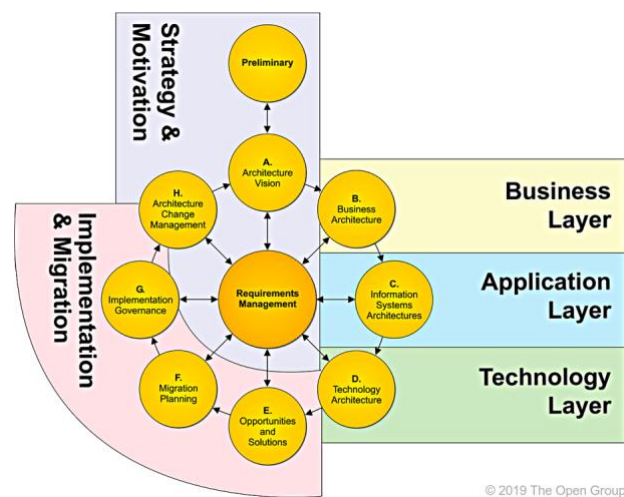 Strategy &
Motivation
Preliminary
A.
Architecture
Vision
H.
Architecture
Change
Management
B.
Business
Architecture
Business
Layer
Implementation
& Migration
G.
Implementation
Governance
Requirements
Management
C.
Information
Systems
Architectures
Application
Layer
F.
Migration
Planning
E.
Opportunities
and
Solutions
D.
Technology
Architecture
Technology
Layer
© 2019 The Open Group